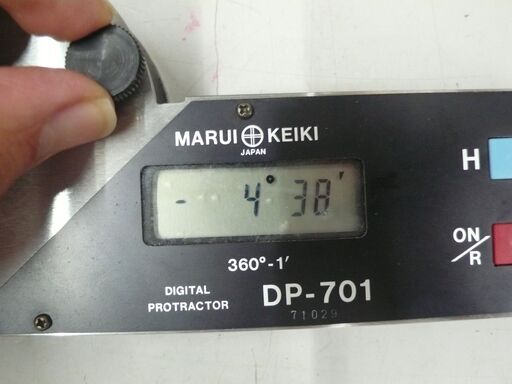 MARUI KEIKI
JAPAN
H
- 4° 38′
ON/R
360°-1′
DIGITAL
PROTRACTOR
DP-701
71029